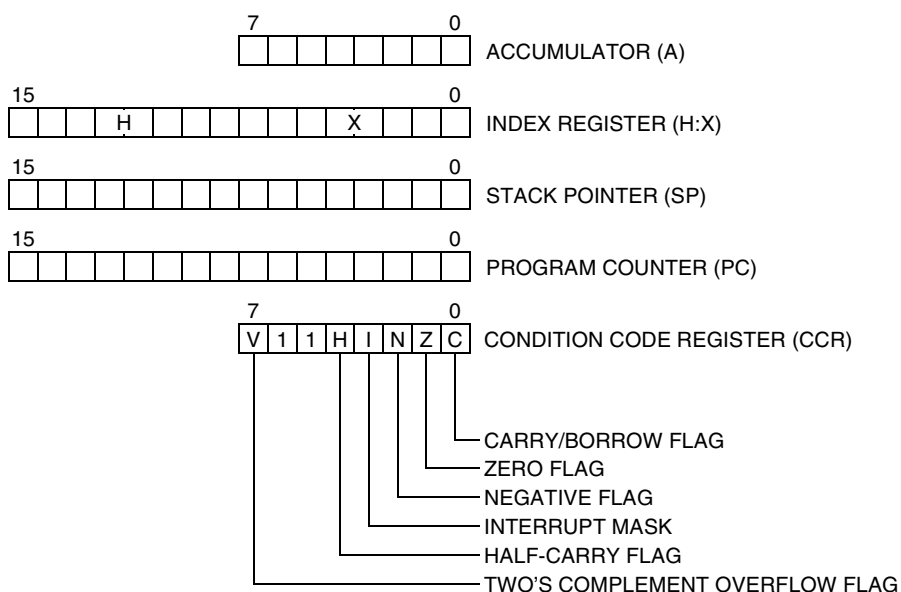 7 0
ACCUMULATOR (A)
15 0
H X INDEX REGISTER (H:X)
15 0
STACK POINTER (SP)
15 0
PROGRAM COUNTER (PC)
7 0
V 1 1 H I N Z C CONDITION CODE REGISTER (CCR)
CARRY/BORROW FLAG
ZERO FLAG
NEGATIVE FLAG
INTERRUPT MASK
HALF-CARRY FLAG
TWO'S COMPLEMENT OVERFLOW FLAG